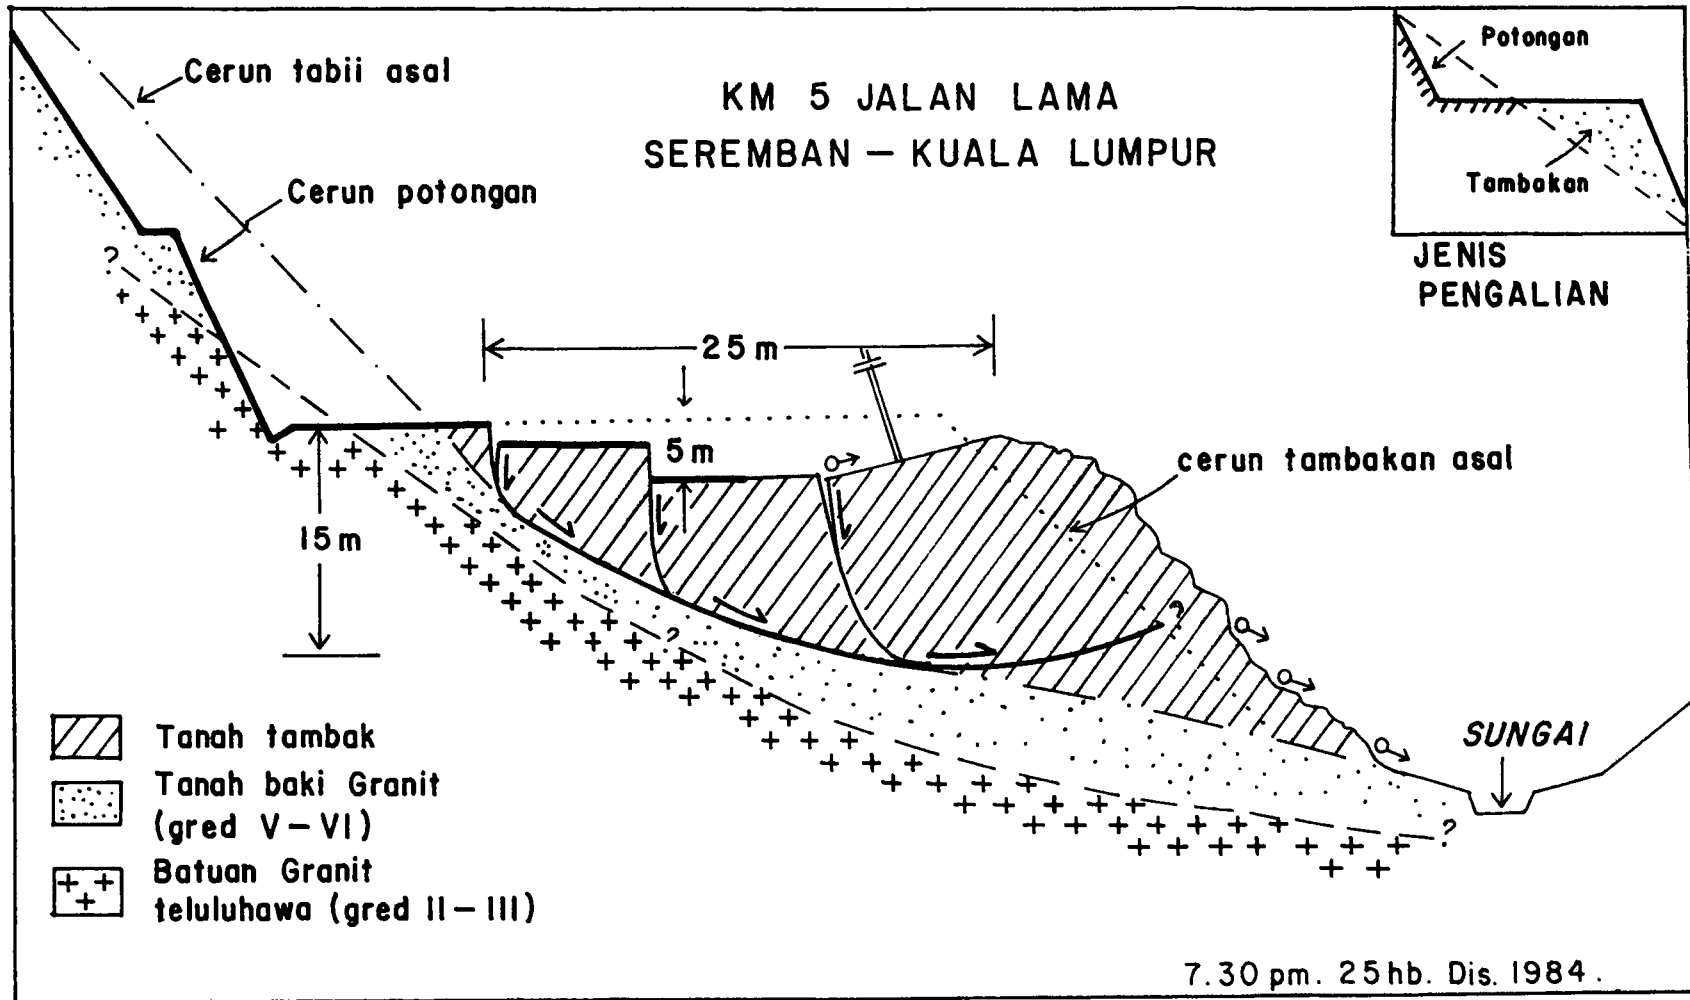 Cerun tabii asal
KM 5 JALAN LAMA
SEREMBAN – KUALA LUMPUR
Potongan
Tambakan
JENIS
PENGALIAN
Cerun potongan
?
25 m
5 m
cerun tambakan asal
15 m
?
?
?
SUNGAI
Tanah tambak
Tanah baki Granit
(gred V – VI)
Batuan Granit
teluluhawa (gred II – III)
7.30 pm. 25 hb. Dis. 1984.